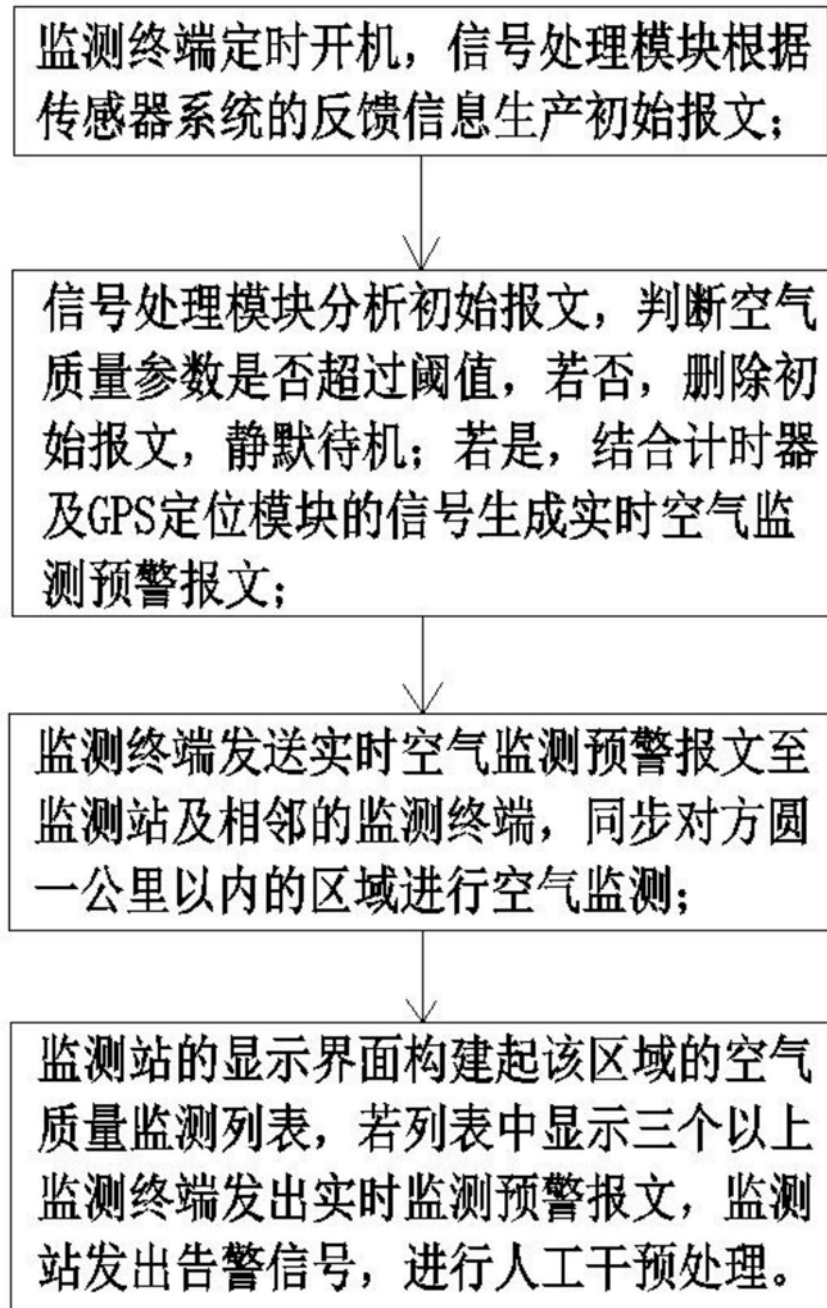 监测终端定时开机，信号处理模块根据
传感器系统的反馈信息生产初始报文；
信号处理模块分析初始报文，判断空气
质量参数是否超过阈值，若否，删除初
始报文，静默待机；若是，结合计时器
及GPS定位模块的信号生成实时空气监
测预警报文；
监测终端发送实时空气监测预警报文至
监测站及相邻的监测终端，同步对方圆
一公里以内的区域进行空气监测；
监测站的显示界面构建起该区域的空气
质量监测列表，若列表中显示三个以上
监测终端发出实时监测预警报文，监测
站发出告警信号，进行人工干预处理。